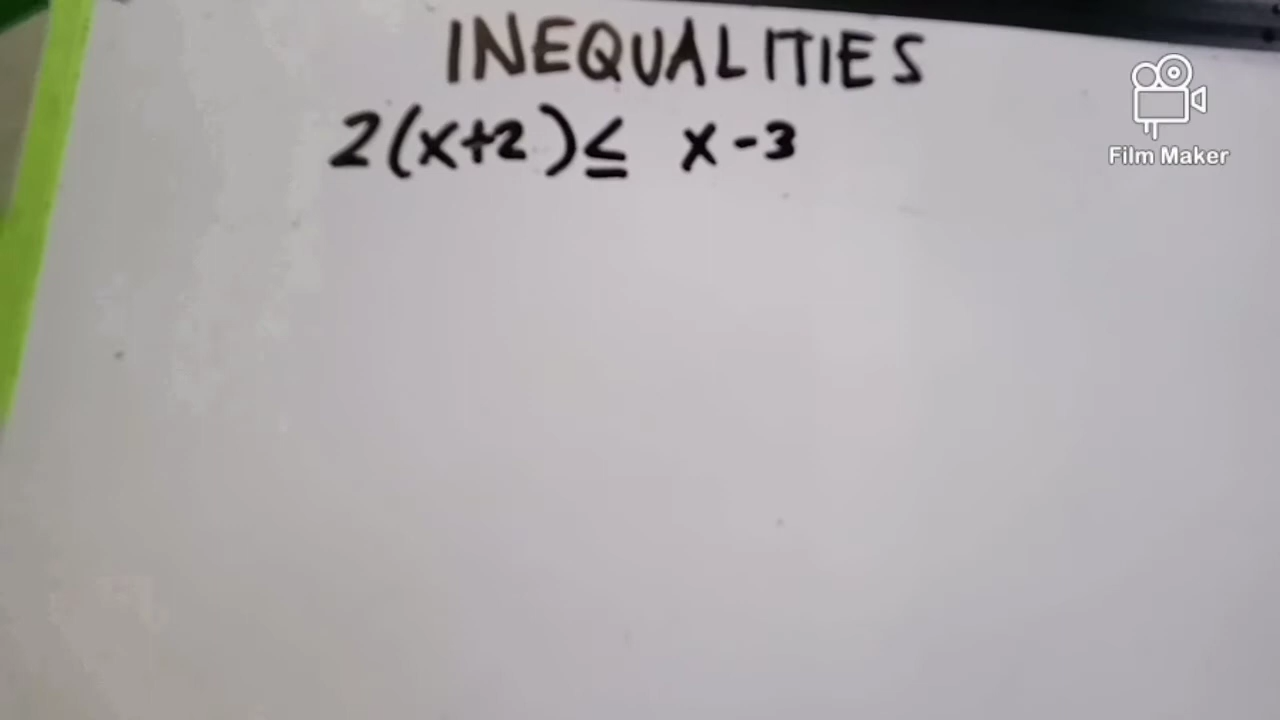 INEQUALITIES
Film Maker
2(x+2) ≤ x-3